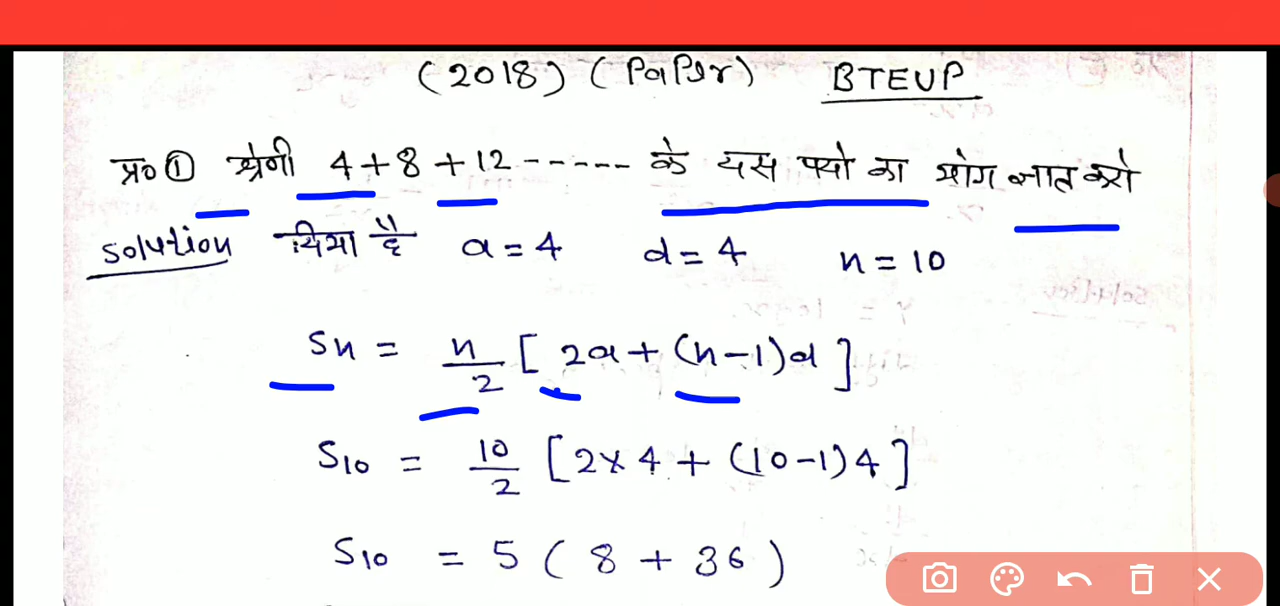 (2018) (Paper) BTEUP
प्र० ① श्रेणी 4+8+12------ के दस पदो का योग ज्ञात करो
Solution दिया है a=4 d=4 n=10
Sn = n/2 [2a+(n-1)d]
S10 = 10/2 [2×4+(10-1)4]
S10 = 5(8+36)